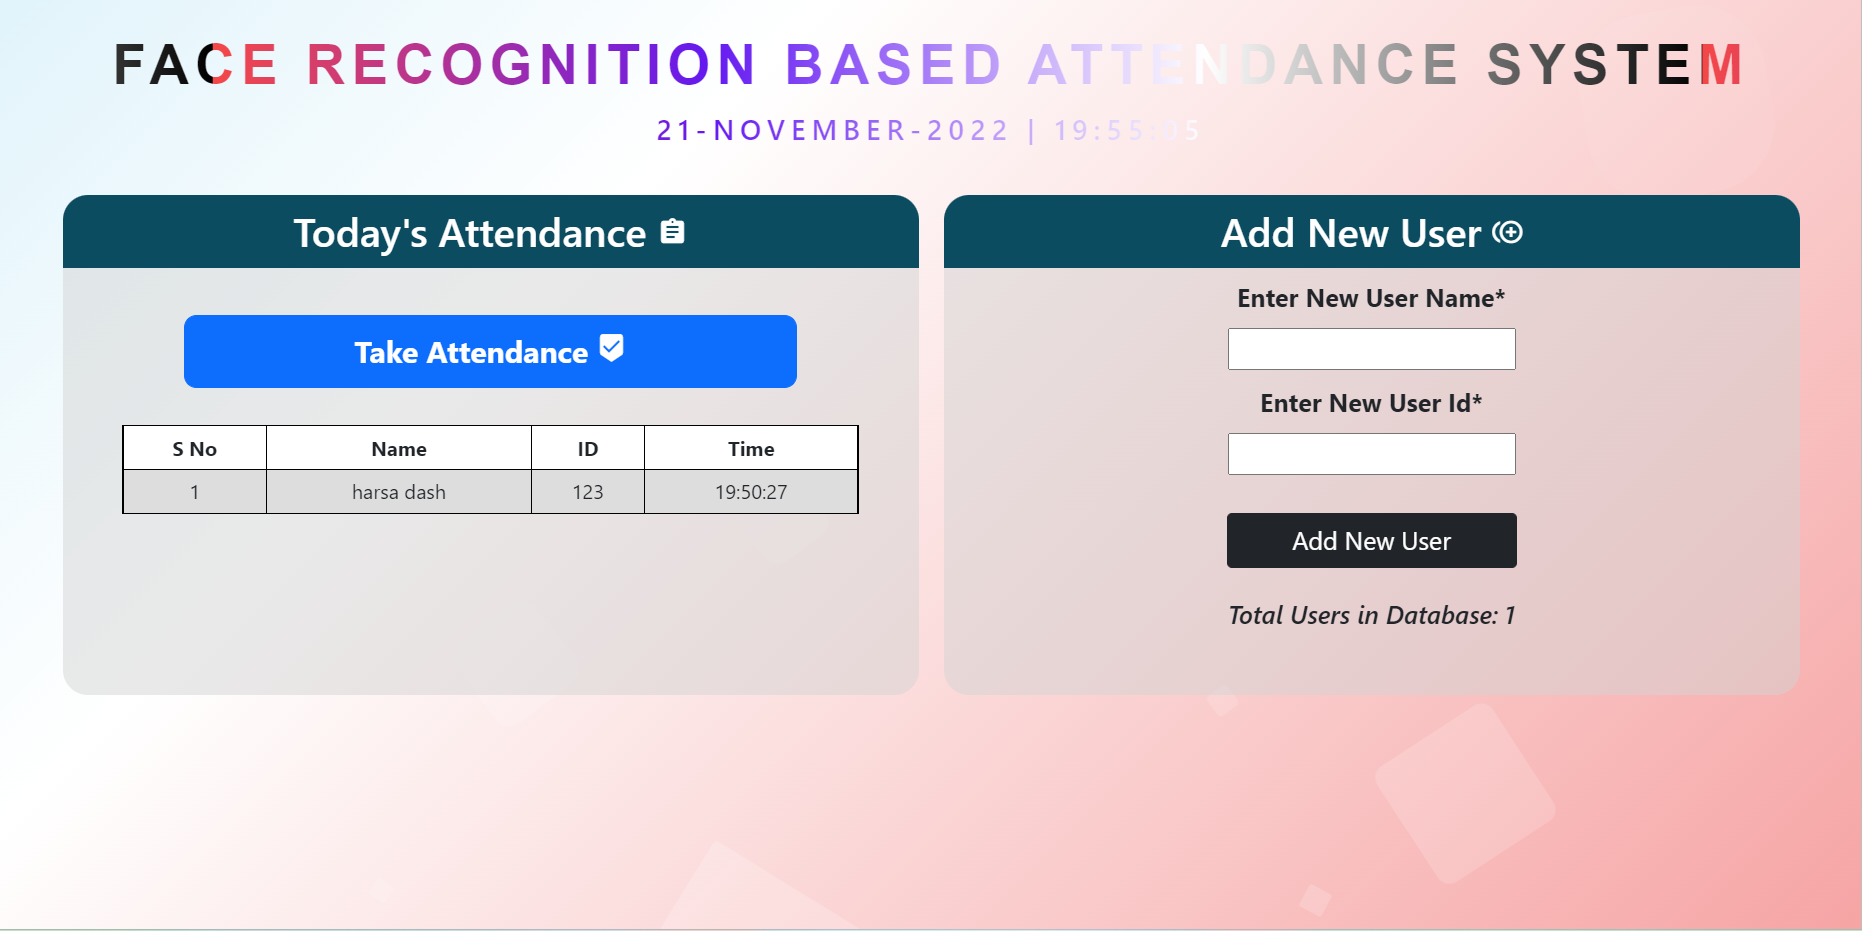 FACE RECOGNITION BASED ATTENDANCE SYSTEM
21-NOVEMBER-2022 | 19:55:05
Today's Attendance
Take Attendance
S No Name ID Time
1 harsa dash 123 19:50:27
Add New User
Enter New User Name*
Enter New User Id*
Add New User
Total Users in Database: 1